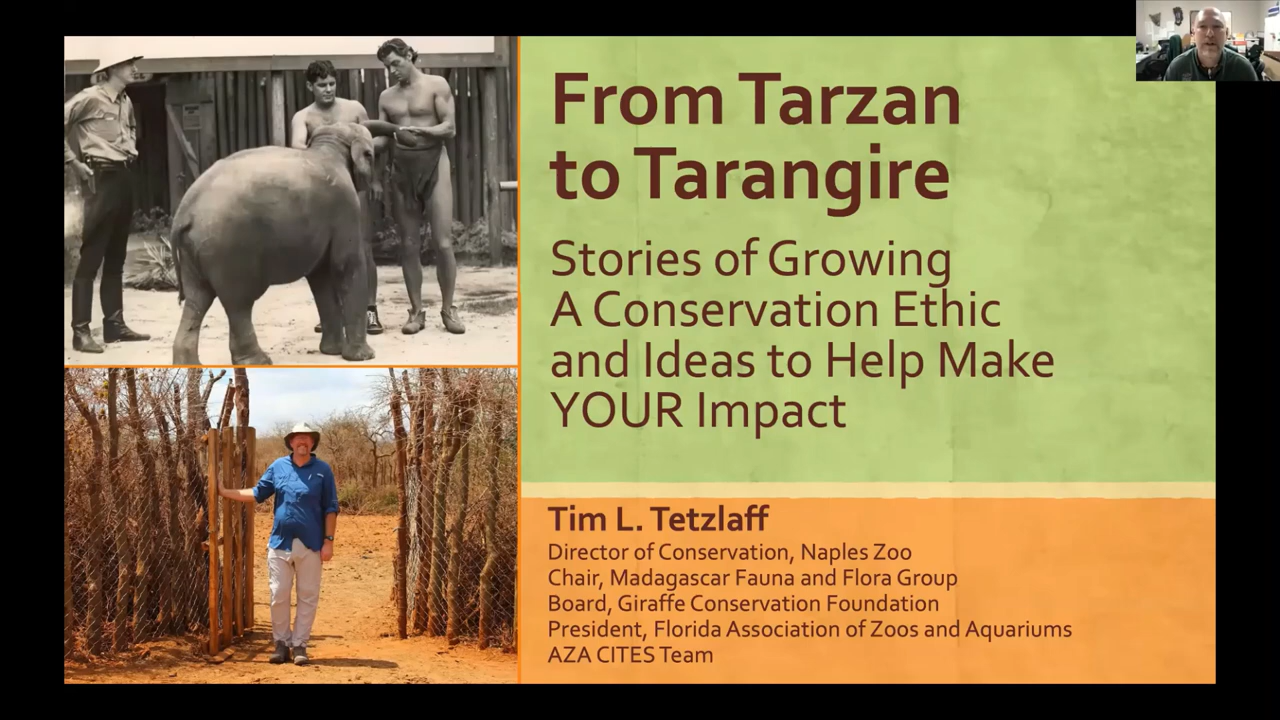 From Tarzan
to Tarangire
Stories of Growing
A Conservation Ethic
and Ideas to Help Make
YOUR Impact
Tim L. Tetzlaff
Director of Conservation, Naples Zoo
Chair, Madagascar Fauna and Flora Group
Board, Giraffe Conservation Foundation
President, Florida Association of Zoos and Aquariums
AZA CITES Team